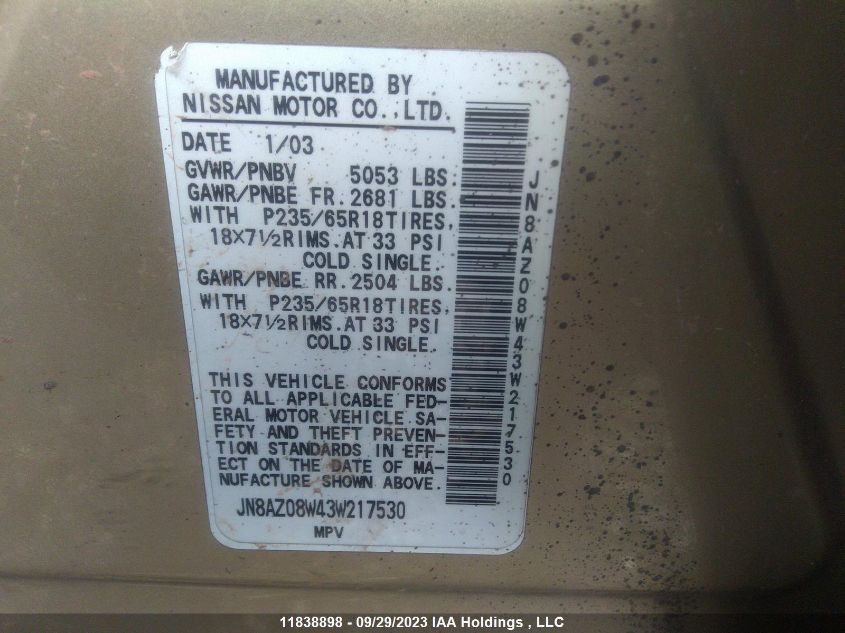 MANUFACTURED BY
NISSAN MOTOR CO.,LTD.
DATE 1/03
GVWR/PNBV 5053 LBS.
GAWR/PNBE FR. 2681 LBS.
WITH P235/65R18TIRES,
18X7½RIMS.AT 33 PSI
COLD SINGLE.
GAWR/PNBE RR. 2504 LBS.
WITH P235/65R18TIRES,
18X7½RIMS.AT 33 PSI
COLD SINGLE.
THIS VEHICLE CONFORMS
TO ALL APPLICABLE FED-
ERAL MOTOR VEHICLE SA-
FETY AND THEFT PREVEN-
TION STANDARDS IN EFF-
ECT ON THE DATE OF MA-
NUFACTURE SHOWN ABOVE.
JN8AZ08W43W217530
MPV
JN8AZ08W43W217530
11838898 - 09/29/2023 IAA Holdings , LLC